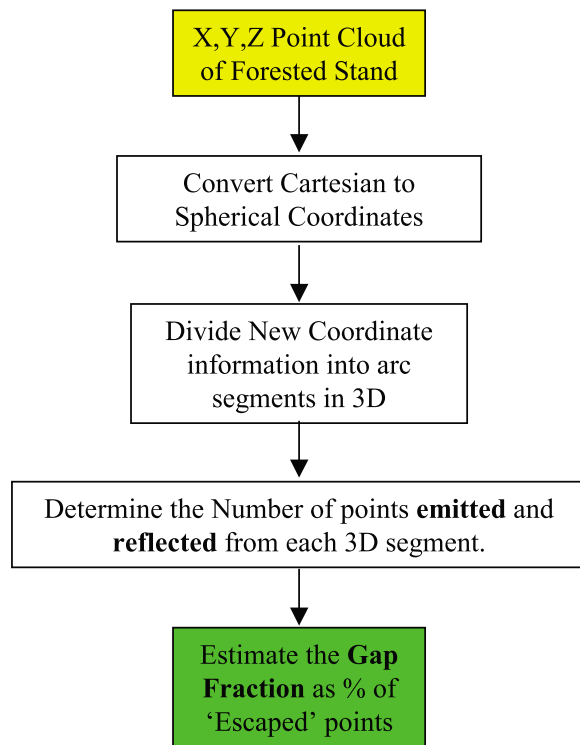 X,Y,Z Point Cloud
of Forested Stand
Convert Cartesian to
Spherical Coordinates
Divide New Coordinate
information into arc
segments in 3D
Determine the Number of points emitted and
reflected from each 3D segment.
Estimate the Gap
Fraction as % of
‘Escaped’ points